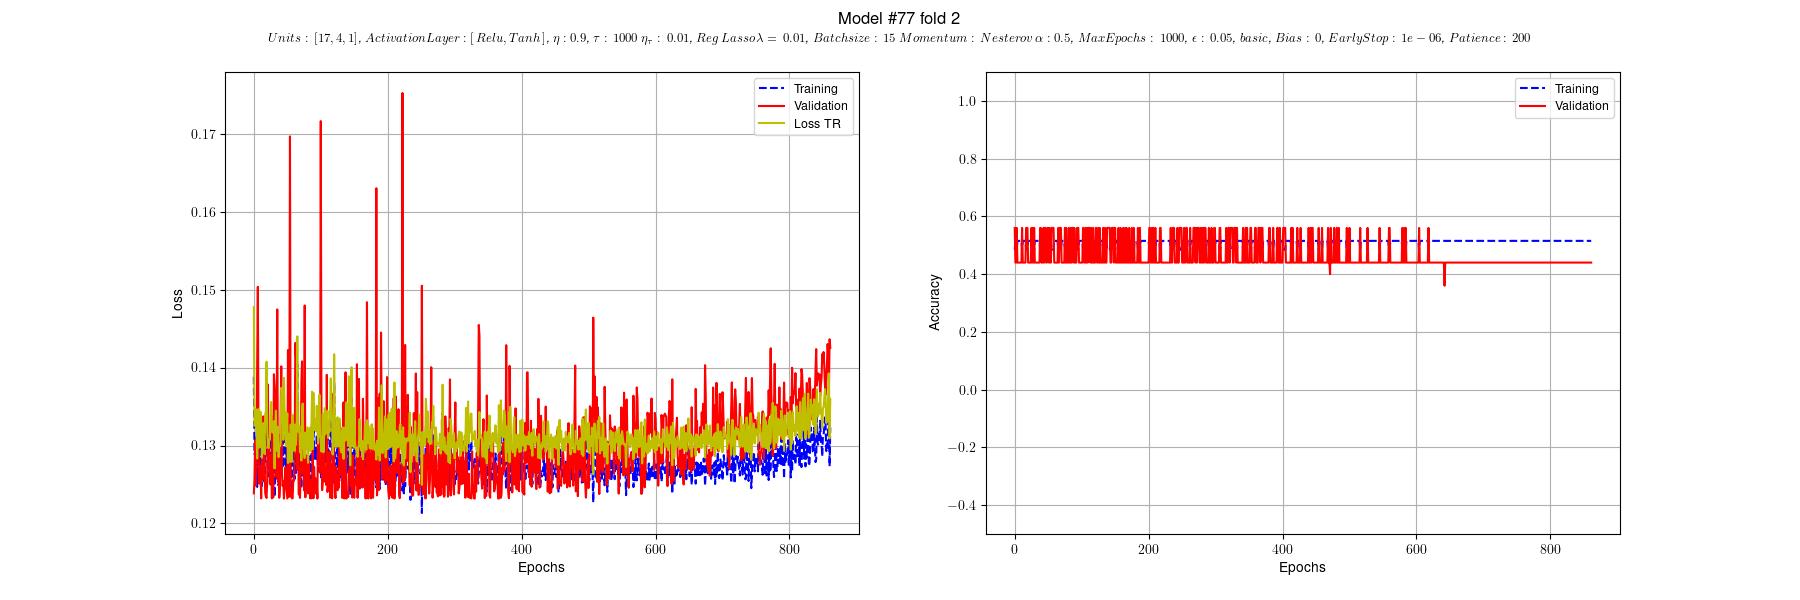 Model #77 fold 2
Units : [17, 4, 1], ActivationLayer : [ Relu, Tanh ], η : 0.9, τ : 1000 η_τ : 0.01, Reg Lasso λ = 0.01, Batchsize : 15 Momentum : Nesterov α : 0.5, MaxEpochs : 1000, ϵ : 0.05, basic, Bias : 0, EarlyStop : 1e − 06, Patience : 200
Training
Validation
Loss TR
0.17
0.16
0.15
0.14
0.13
0.12
Loss
0 200 400 600 800
Epochs
Training
Validation
1.0
0.8
0.6
0.4
0.2
0.0
−0.2
−0.4
Accuracy
0 200 400 600 800
Epochs